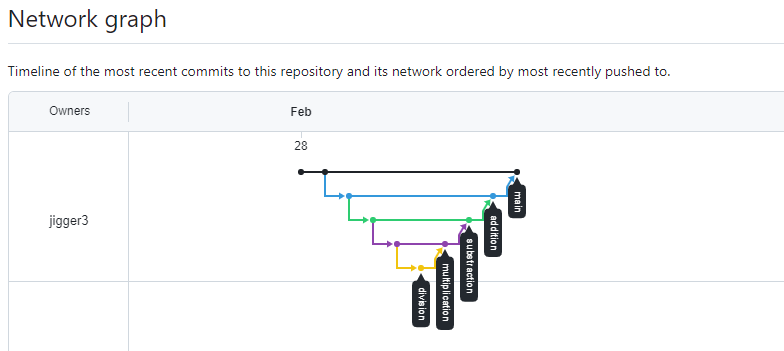 Network graph
Timeline of the most recent commits to this repository and its network ordered by most recently pushed to.
Owners
Feb
28
jigger3
main
addition
substraction
multiplication
division